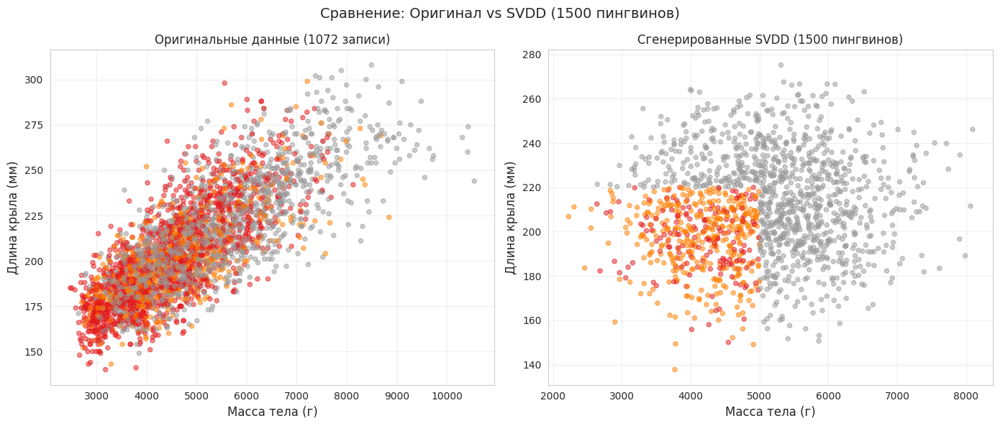 Сравнение: Оригинал vs SVDD (1500 пингвинов)
Оригинальные данные (1072 записи)
300
275
250
225
200
175
150
Длина крыла (мм)
3000 4000 5000 6000 7000 8000 9000 10000
Масса тела (г)
Сгенерированные SVDD (1500 пингвинов)
280
260
240
220
200
180
160
140
Длина крыла (мм)
2000 3000 4000 5000 6000 7000 8000
Масса тела (г)